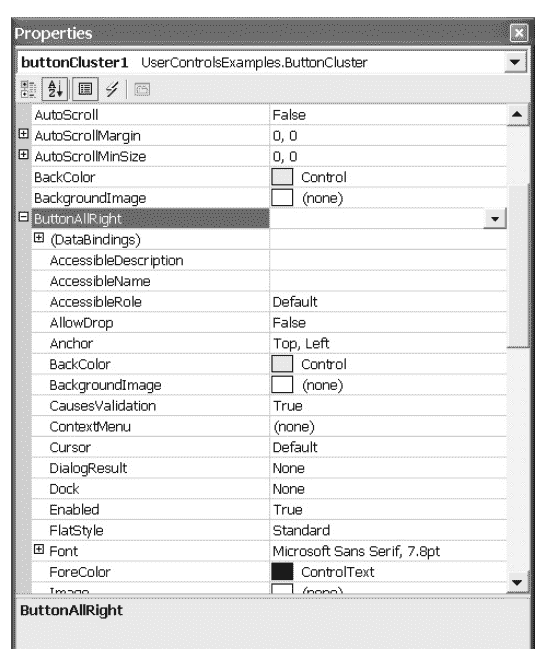 Properties
buttonCluster1 UserControlsExamples.ButtonCluster
AutoScroll False
AutoScrollMargin 0, 0
AutoScrollMinSize 0, 0
BackColor Control
BackgroundImage (none)
ButtonAllRight
(DataBindings)
AccessibleDescription
AccessibleName
AccessibleRole Default
AllowDrop False
Anchor Top, Left
BackColor Control
BackgroundImage (none)
CausesValidation True
ContextMenu (none)
Cursor Default
DialogResult None
Dock None
Enabled True
FlatStyle Standard
Font Microsoft Sans Serif, 7.8pt
ForeColor ControlText
Image (none)
ButtonAllRight